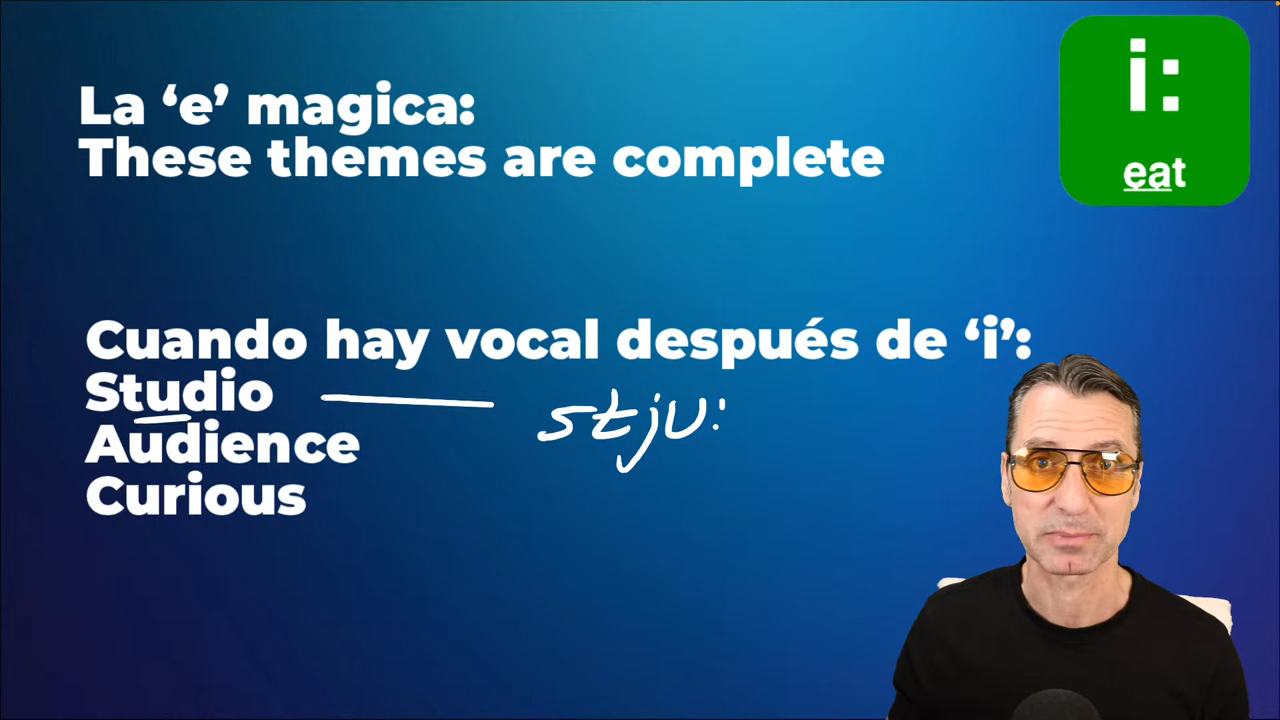 La ‘e’ magica:
These themes are complete
i:
eat
Cuando hay vocal después de ‘i’:
Studio
stju:
Audience
Curious